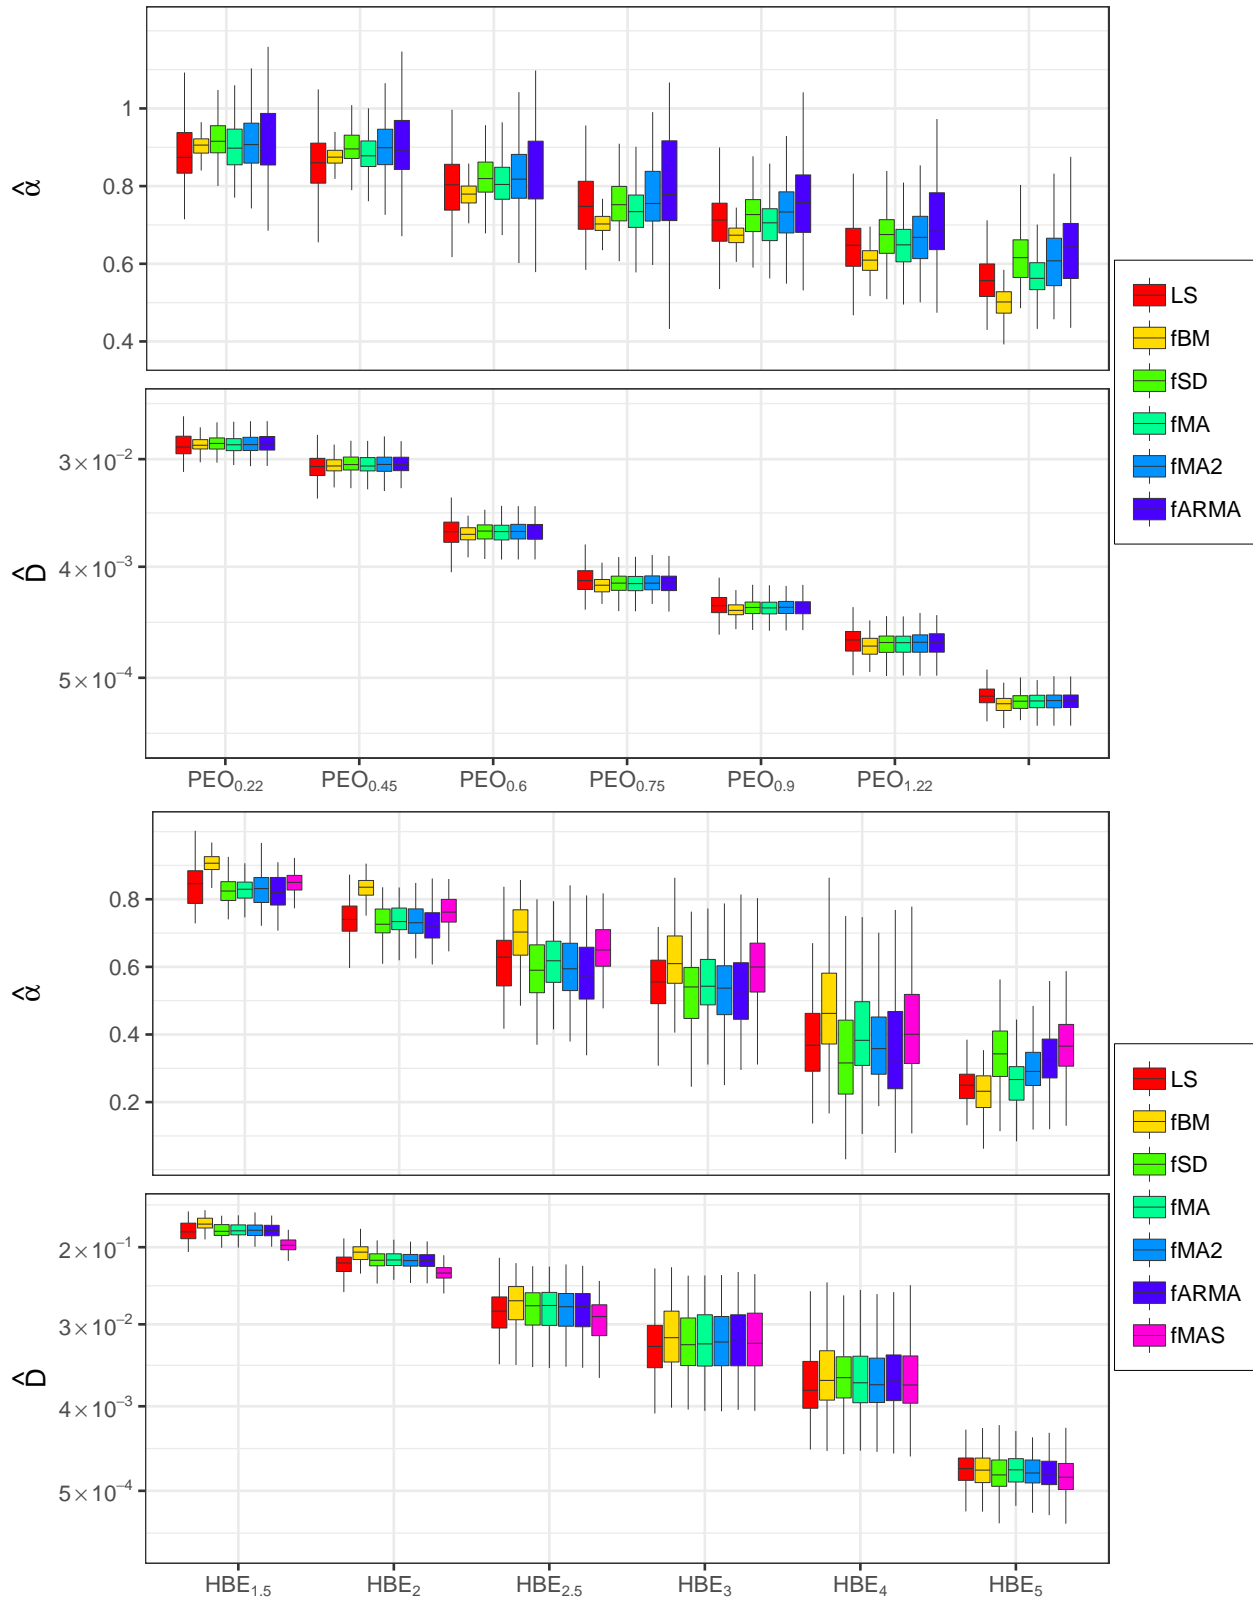 1
0.8
0.6
0.4
α̂
3 × 10⁻²
4 × 10⁻³
5 × 10⁻⁴
D̂
PEO₀.₂₂ PEO₀.₄₅ PEO₀.₆ PEO₀.₇₅ PEO₀.₉ PEO₁.₂₂
LS
fBM
fSD
fMA
fMA2
fARMA
0.8
0.6
0.4
0.2
α̂
2 × 10⁻¹
3 × 10⁻²
4 × 10⁻³
5 × 10⁻⁴
D̂
HBE₁.₅ HBE₂ HBE₂.₅ HBE₃ HBE₄ HBE₅
LS
fBM
fSD
fMA
fMA2
fARMA
fMAS